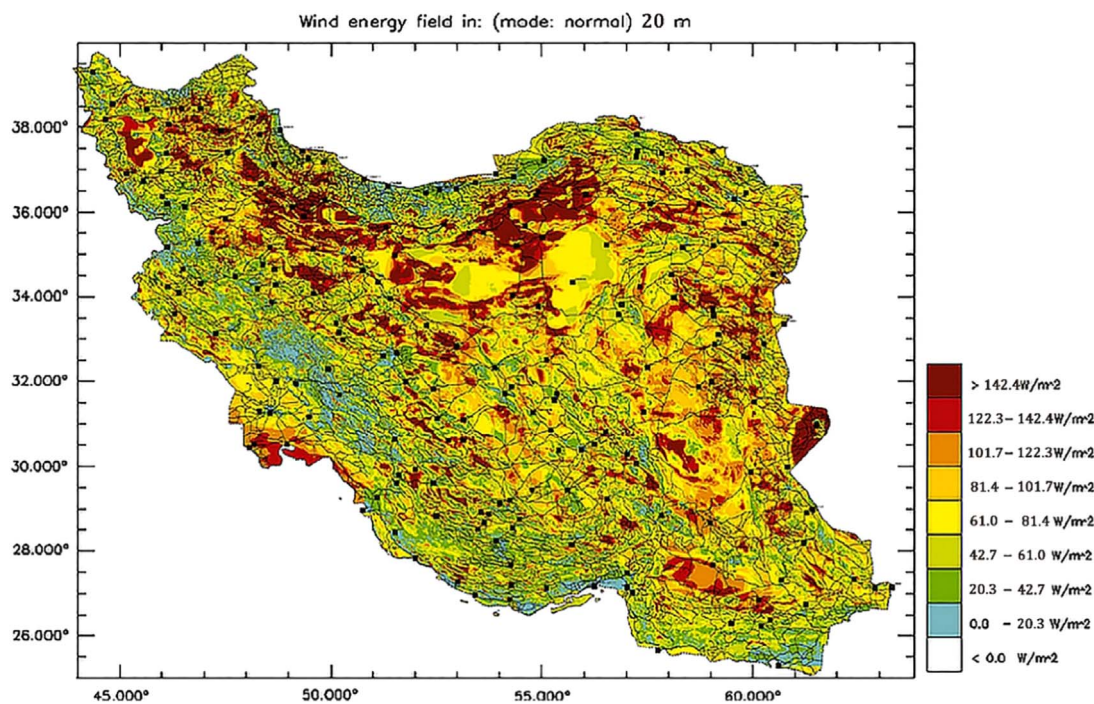 Wind energy field in: (mode: normal) 20 m
38.000°
36.000°
34.000°
32.000°
30.000°
28.000°
26.000°
45.000°
50.000°
55.000°
60.000°
> 142.4W/m^2
122.3 – 142.4W/m^2
101.7 – 122.3W/m^2
81.4 – 101.7W/m^2
61.0 – 81.4 W/m^2
42.7 – 61.0 W/m^2
20.3 – 42.7 W/m^2
0.0 – 20.3 W/m^2
< 0.0 W/m^2